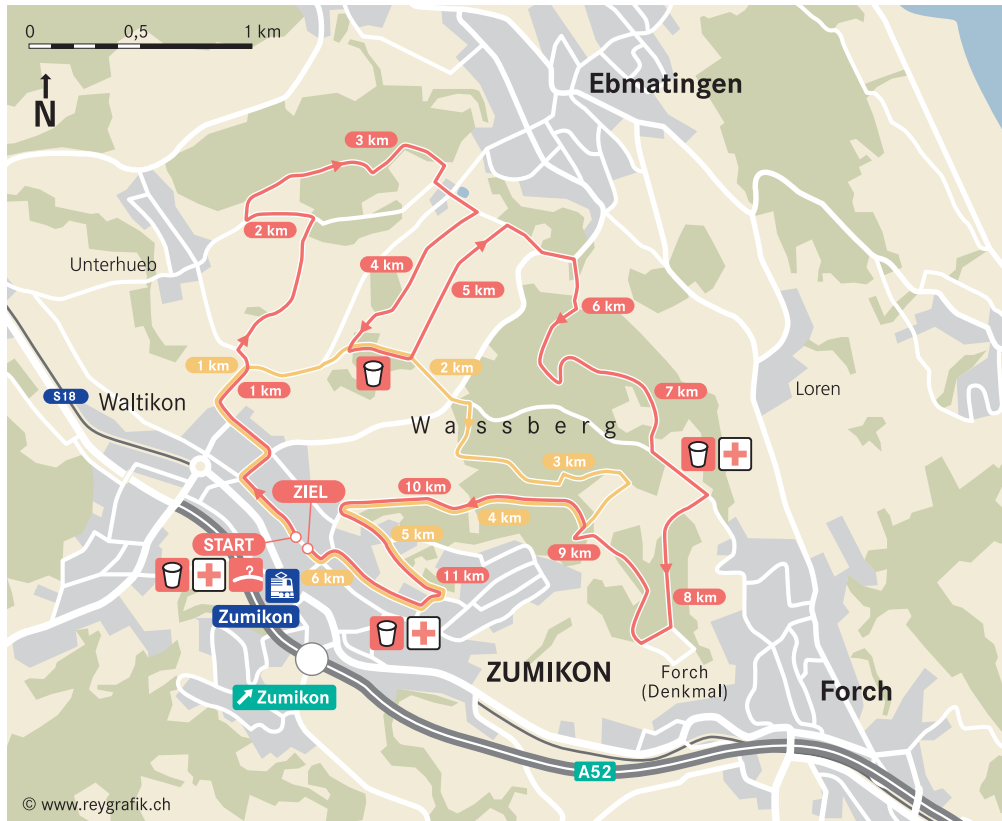 0 0,5 1 km
N
Ebmatingen
3 km
2 km
Unterhueb
4 km
5 km
6 km
1 km
2 km
1 km
7 km
Loren
S18
Waltikon
Wassberg
3 km
10 km
ZIEL
4 km
START
5 km
9 km
6 km
11 km
8 km
Zumikon
?
ZUMIKON
Forch
(Denkmal)
Forch
Zumikon
A52
© www.reygrafik.ch